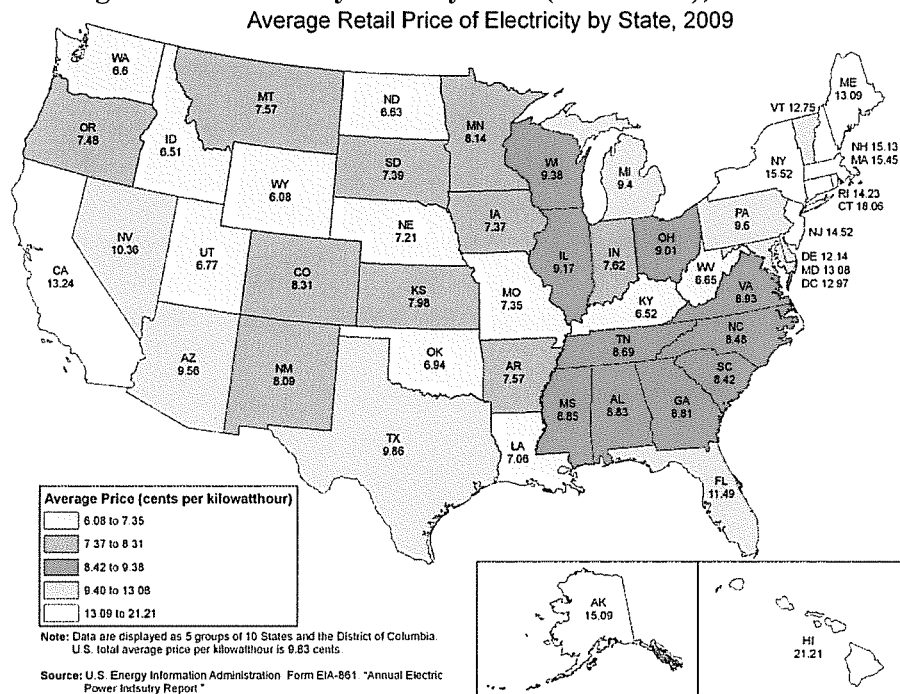 Average Retail Price of Electricity by State, 2009
WA
6.6
MT
7.57
ND
6.63
MN
8.14
ME
13.09
VT 12.75
OR
7.48
ID
6.51
SD
7.39
WI
9.38
MI
9.4
NY
15.52
NH 15.13
MA 15.45
RI 14.23
CT 18.06
WY
6.08
NE
7.21
IA
7.37
PA
9.6
NJ 14.52
NV
10.36
UT
6.77
CO
8.31
IL
9.17
IN
7.62
OH
9.01
WV
6.65
DE 12.14
MD 13.08
DC 12.97
CA
13.24
KS
7.98
MO
7.35
KY
6.52
VA
8.93
AZ
9.56
NM
8.09
OK
6.94
AR
7.57
TN
8.69
NC
8.48
SC
8.42
TX
9.86
LA
7.06
MS
8.85
AL
8.83
GA
8.81
FL
11.49
Average Price (cents per kilowatthour)
6.08 to 7.35
7.37 to 8.31
8.42 to 9.38
9.40 to 13.08
13.09 to 21.21
AK
15.09
HI
21.21
Note: Data are displayed as 5 groups of 10 States and the District of Columbia.
U.S. total average price per kilowatthour is 9.83 cents
Source: U.S. Energy Information Administration Form EIA-861 "Annual Electric
Power Indsutry Report "